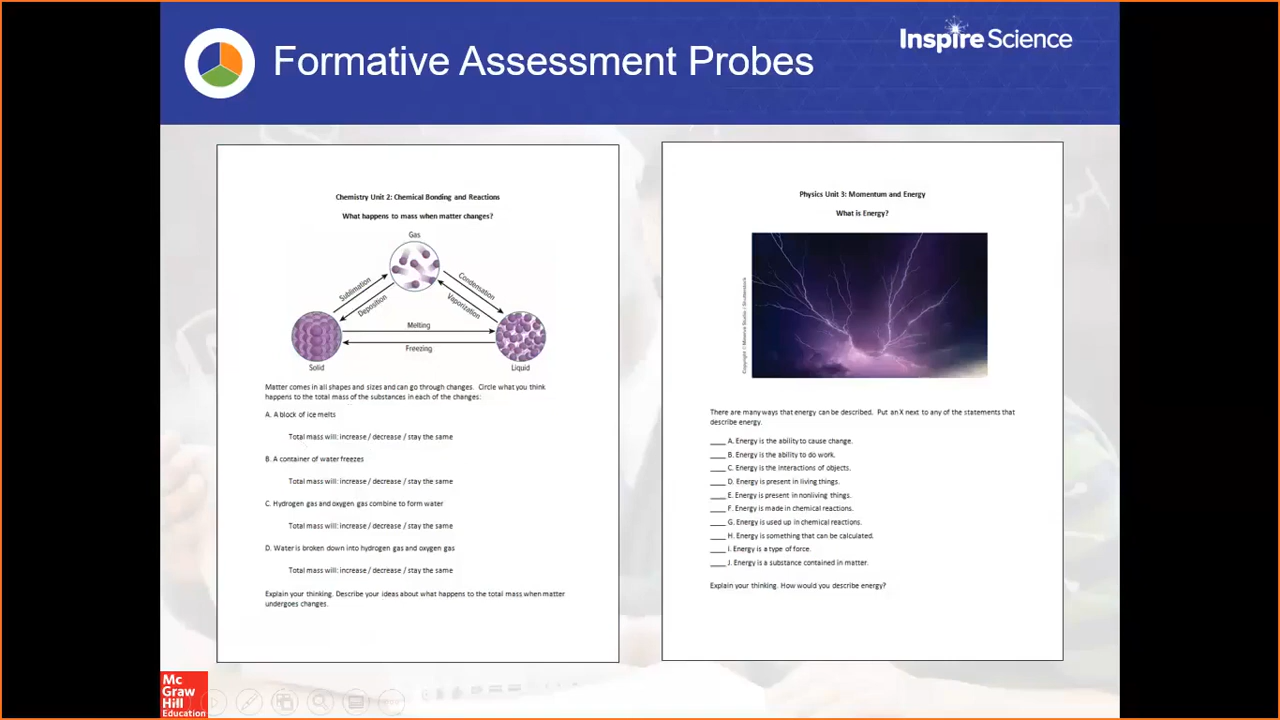 Formative Assessment Probes
Inspire Science
Chemistry Unit 2: Chemical Bonding and Reactions
What happens to mass when matter changes?
Gas
Sublimation
Deposition
Condensation
Vaporization
Melting
Freezing
Solid
Liquid
Matter comes in all shapes and sizes and can go through changes. Circle what you think
happens to the total mass of the substances in each of the changes:
A. A block of ice melts
Total mass will: increase / decrease / stay the same
B. A container of water freezes
Total mass will: increase / decrease / stay the same
C. Hydrogen gas and oxygen gas combine to form water
Total mass will: increase / decrease / stay the same
D. Water is broken down into hydrogen gas and oxygen gas
Total mass will: increase / decrease / stay the same
Explain your thinking. Describe your ideas about what happens to the total mass when matter
undergoes changes.
Physics Unit 3: Momentum and Energy
What is Energy?
Copyright © Minerva Studio / Shutterstock
There are many ways that energy can be described. Put an X next to any of the statements that
describe energy.
____ A. Energy is the ability to cause change.
____ B. Energy is the ability to do work.
____ C. Energy is the interactions of objects.
____ D. Energy is present in living things.
____ E. Energy is present in nonliving things.
____ F. Energy is made in chemical reactions.
____ G. Energy is used up in chemical reactions.
____ H. Energy is something that can be calculated.
____ I. Energy is a type of force.
____ J. Energy is a substance contained in matter.
Explain your thinking. How would you describe energy?
Mc
Graw
Hill
Education